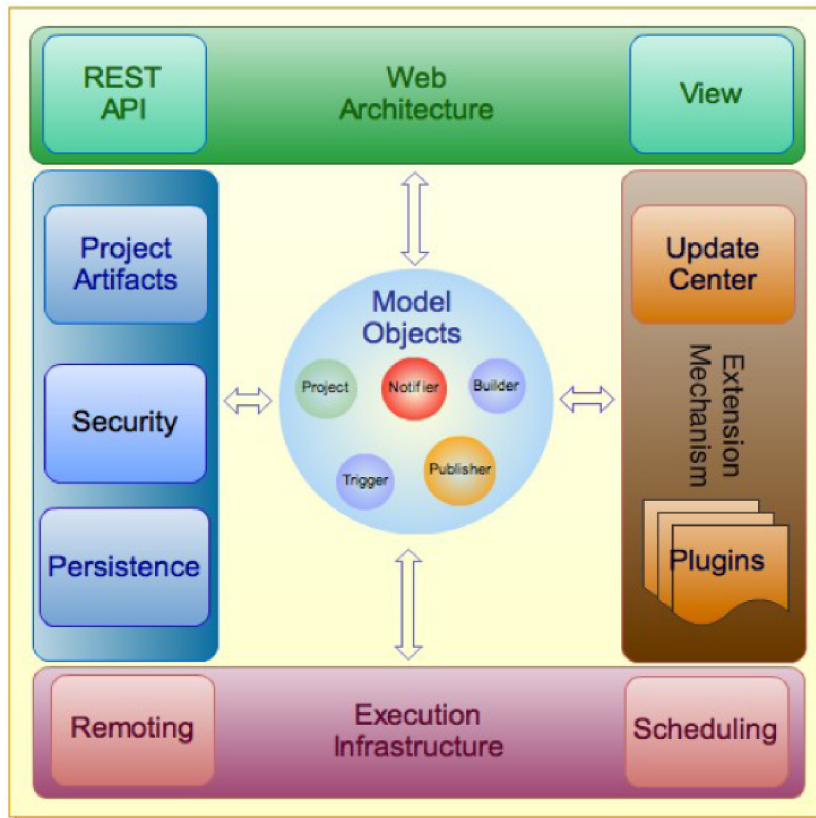 REST
API
Web
Architecture
View
Project
Artifacts
Security
Persistence
Model
Objects
Project
Notifier
Builder
Trigger
Publisher
Update
Center
Extension
Mechanism
Plugins
Remoting
Execution
Infrastructure
Scheduling